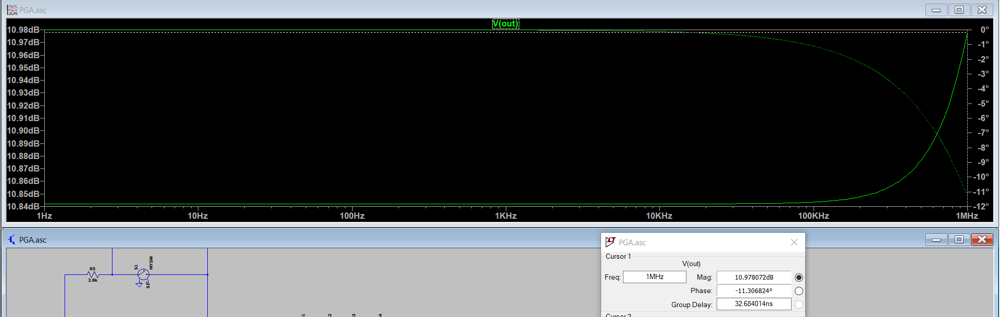 PGA.asc
V(out)
10.98dB 0°
10.97dB -1°
10.96dB -2°
10.95dB -3°
10.94dB -4°
10.93dB -5°
10.92dB -6°
10.91dB -7°
10.90dB -8°
10.89dB -9°
10.88dB -10°
10.87dB -11°
10.86dB -12°
10.85dB
10.84dB
1Hz 10Hz 100Hz 1KHz 10KHz 100KHz 1MHz
PGA.asc
PGA.asc
Cursor 1
V(out)
Freq: 1MHz Mag: 10.978072dB
Phase: -11.306824°
Group Delay: 32.684014ns
Cursor 2
R5
2.8k
S1
MYSW
S1